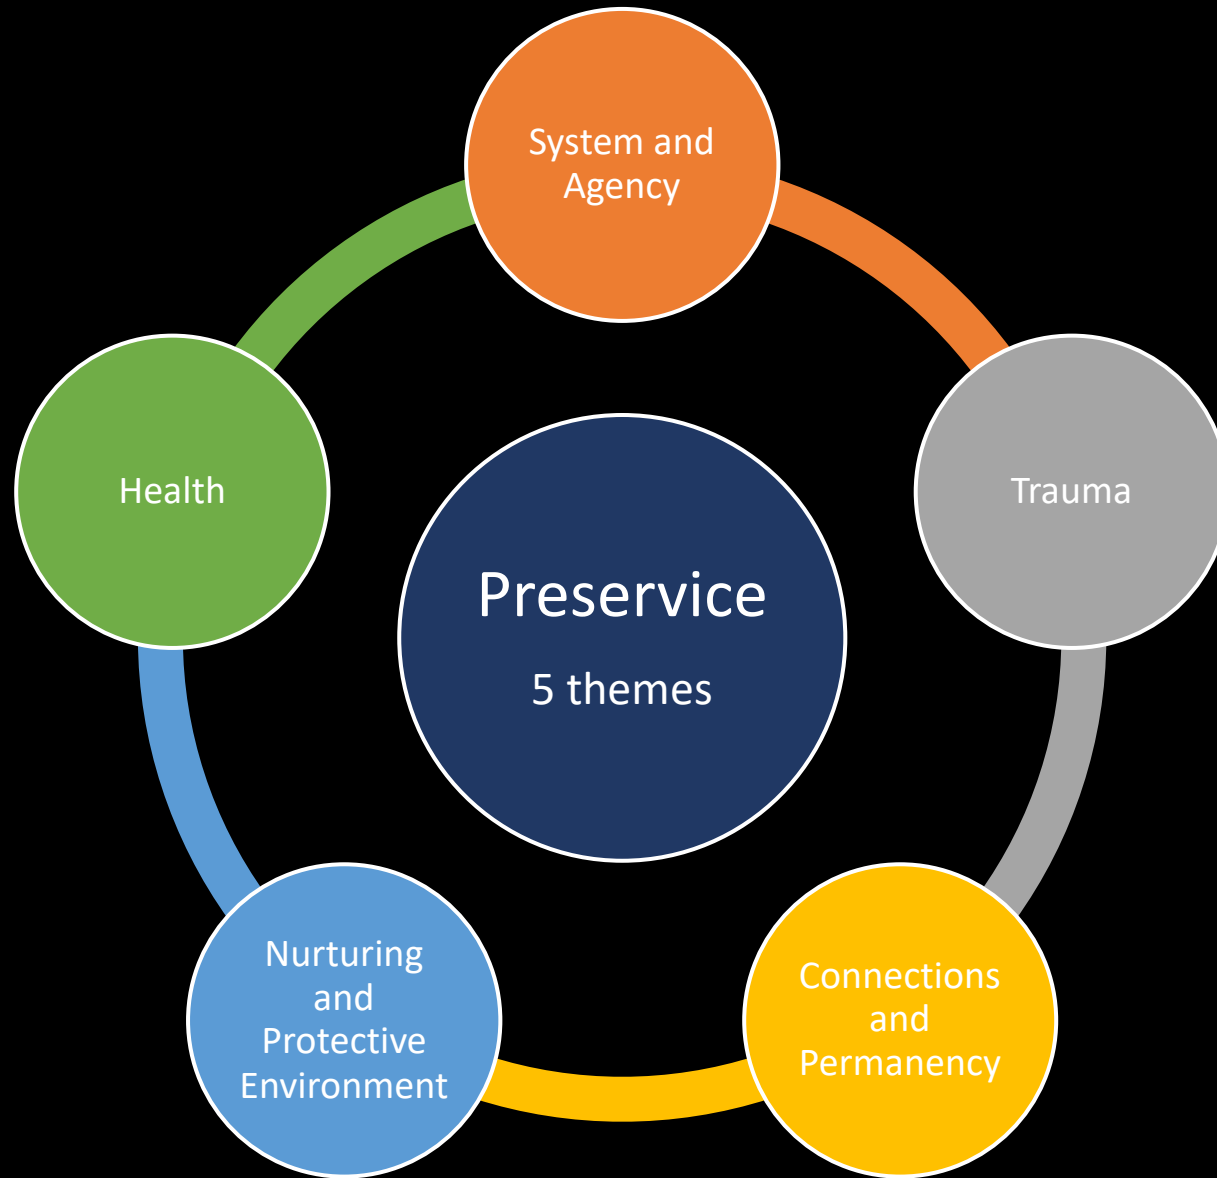 System and
Agency
Health
Trauma
Preservice
5 themes
Nurturing
and
Protective
Environment
Connections
and
Permanency